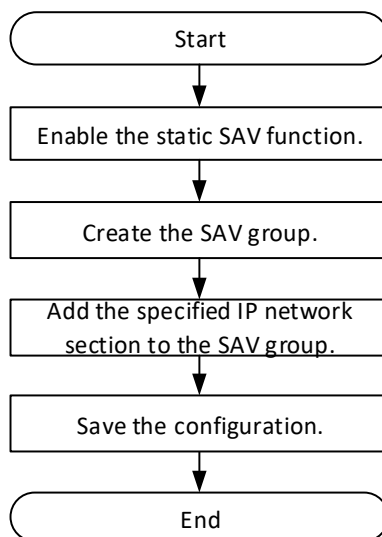 Start
Enable the static SAV function.
Create the SAV group.
Add the specified IP network
section to the SAV group.
Save the configuration.
End